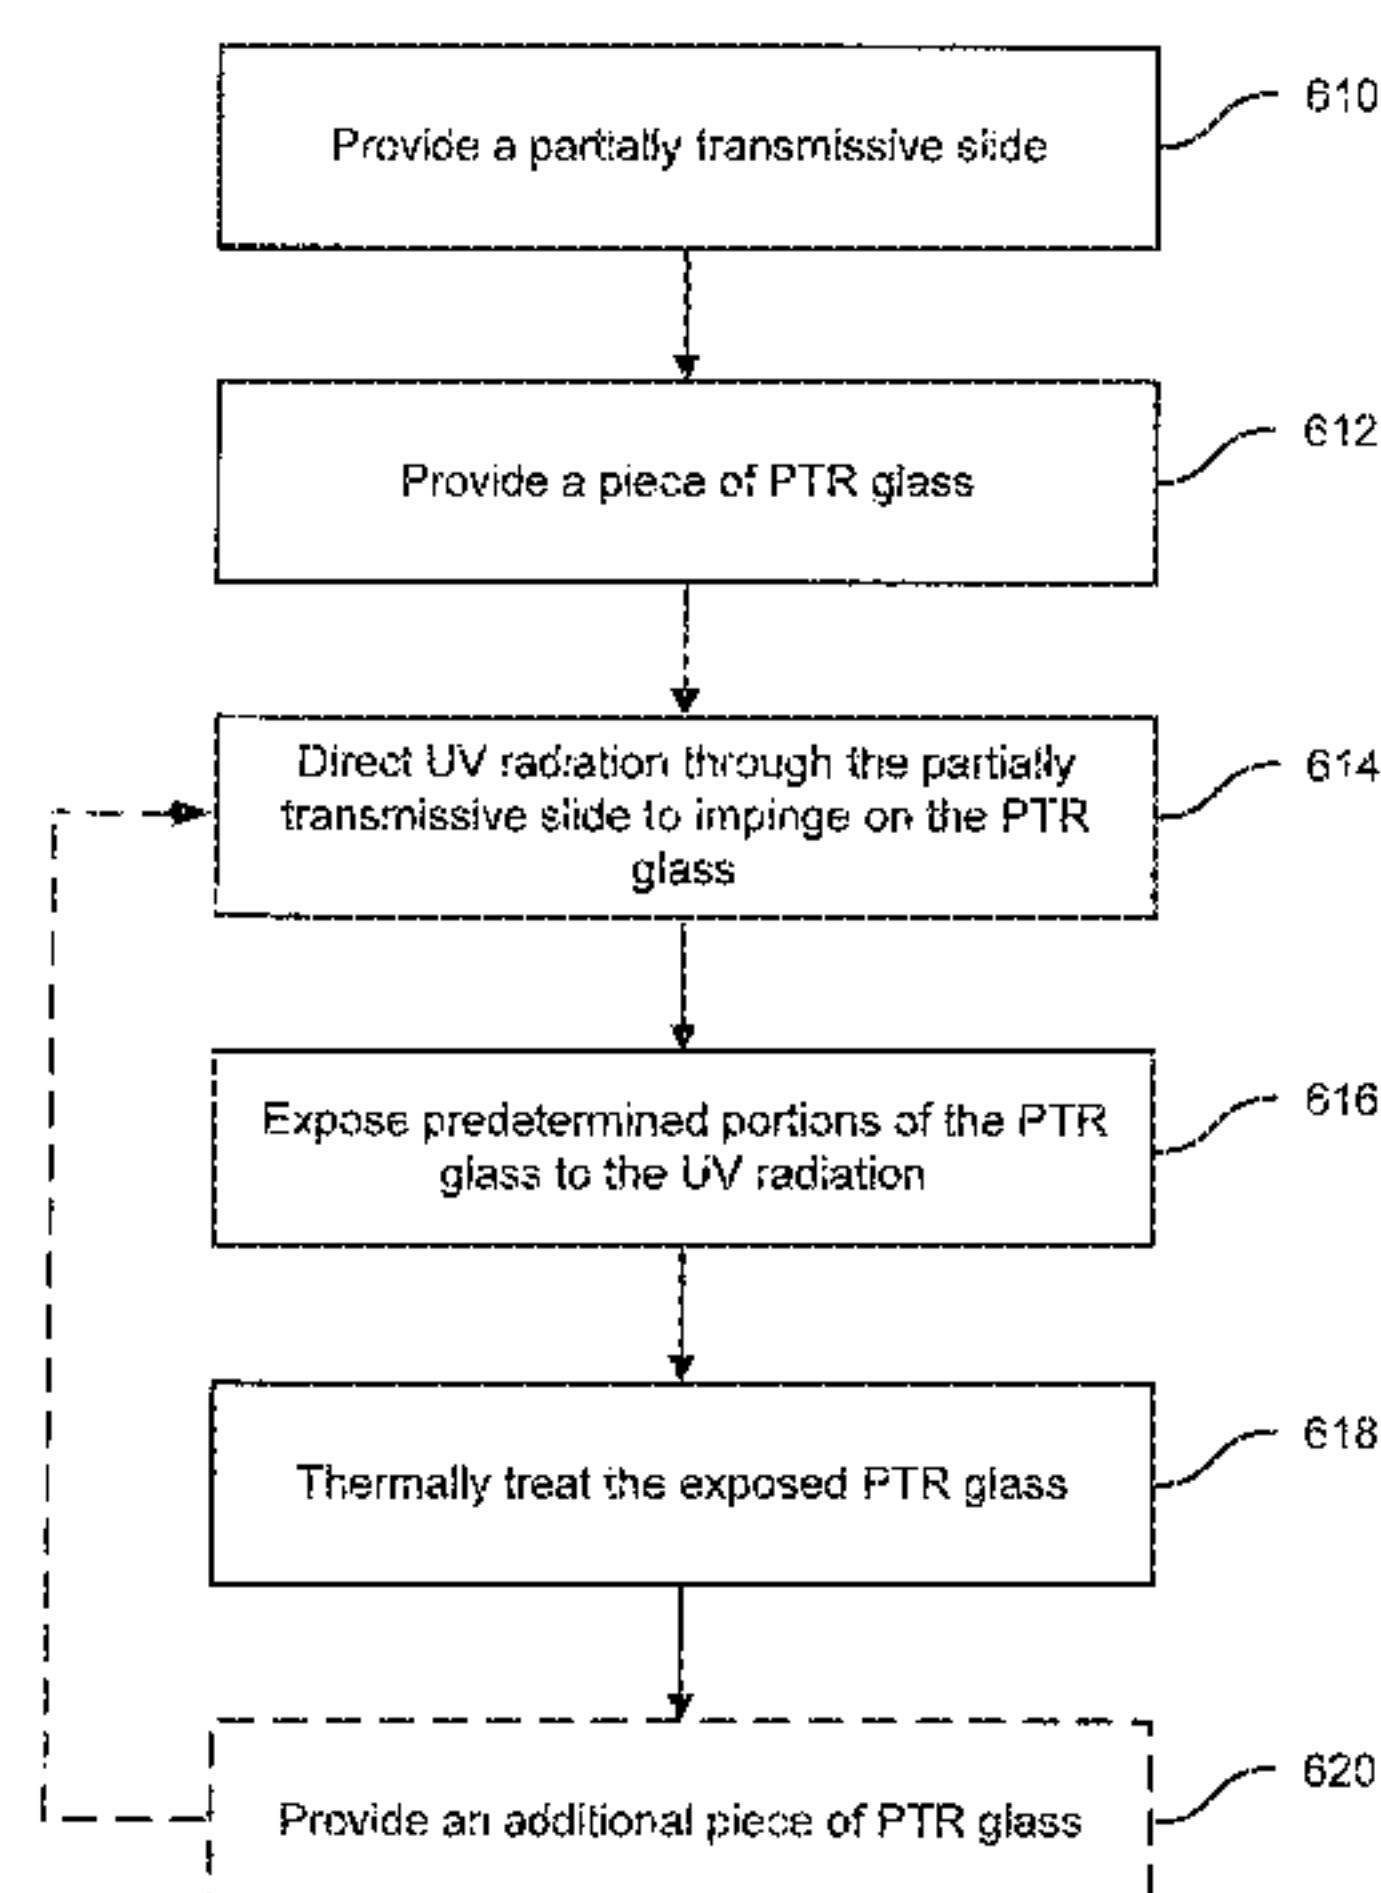 Provide a partially transmissive slide
610
Provide a piece of PTR glass
612
Direct UV radiation through the partially
transmissive slide to impinge on the PTR
glass
614
Expose predetermined portions of the PTR
glass to the UV radiation
616
Thermally treat the exposed PTR glass
618
Provide an additional piece of PTR glass
620